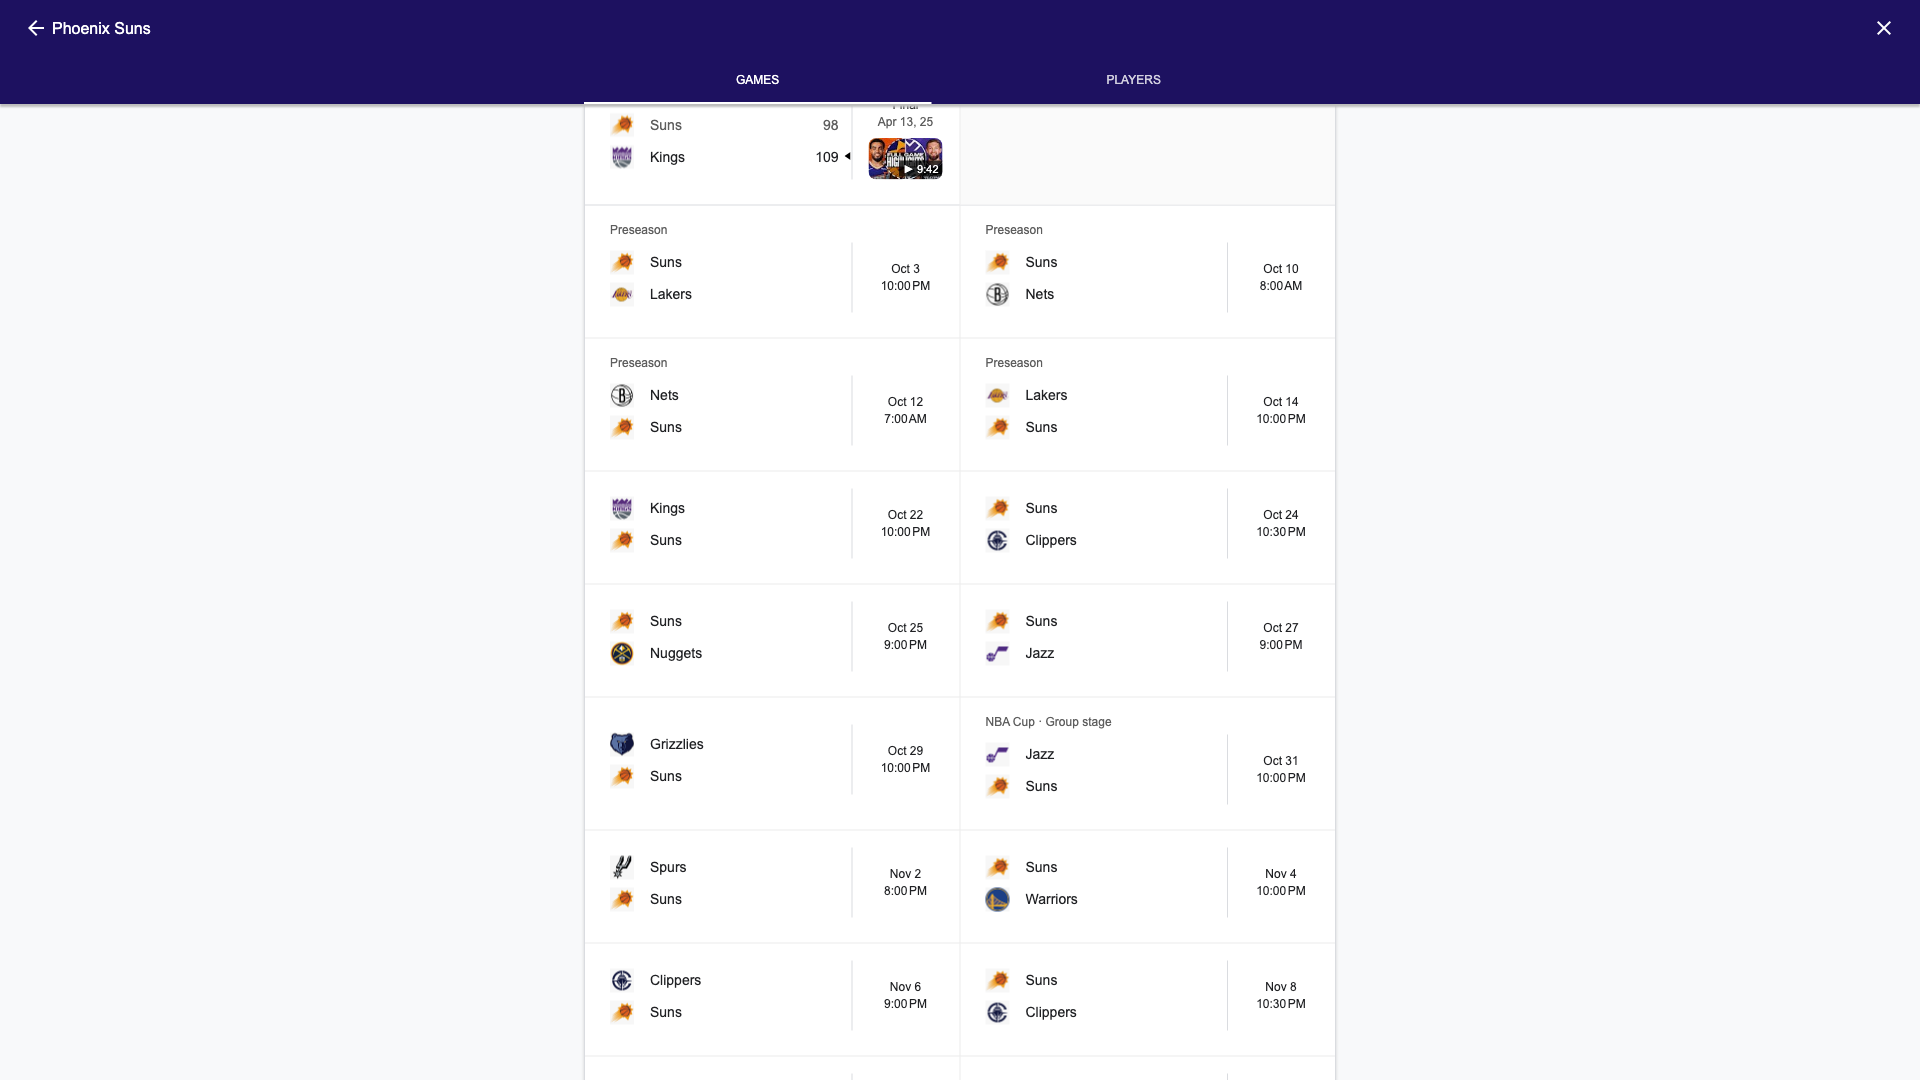 Phoenix Suns
GAMES
PLAYERS
Final
Suns
98
Apr 13, 25
Kings
109
FULL GAME
HIGHLIGHTS
9:42
Preseason
Suns
Lakers
Oct 3
10:00 PM
Preseason
Suns
Nets
Oct 10
8:00 AM
Preseason
Nets
Suns
Oct 12
7:00 AM
Preseason
Lakers
Suns
Oct 14
10:00 PM
Kings
Suns
Oct 22
10:00 PM
Suns
Clippers
Oct 24
10:30 PM
Suns
Nuggets
Oct 25
9:00 PM
Suns
Jazz
Oct 27
9:00 PM
Grizzlies
Suns
Oct 29
10:00 PM
NBA Cup · Group stage
Jazz
Suns
Oct 31
10:00 PM
Spurs
Suns
Nov 2
8:00 PM
Suns
Warriors
Nov 4
10:00 PM
Clippers
Suns
Nov 6
9:00 PM
Suns
Clippers
Nov 8
10:30 PM